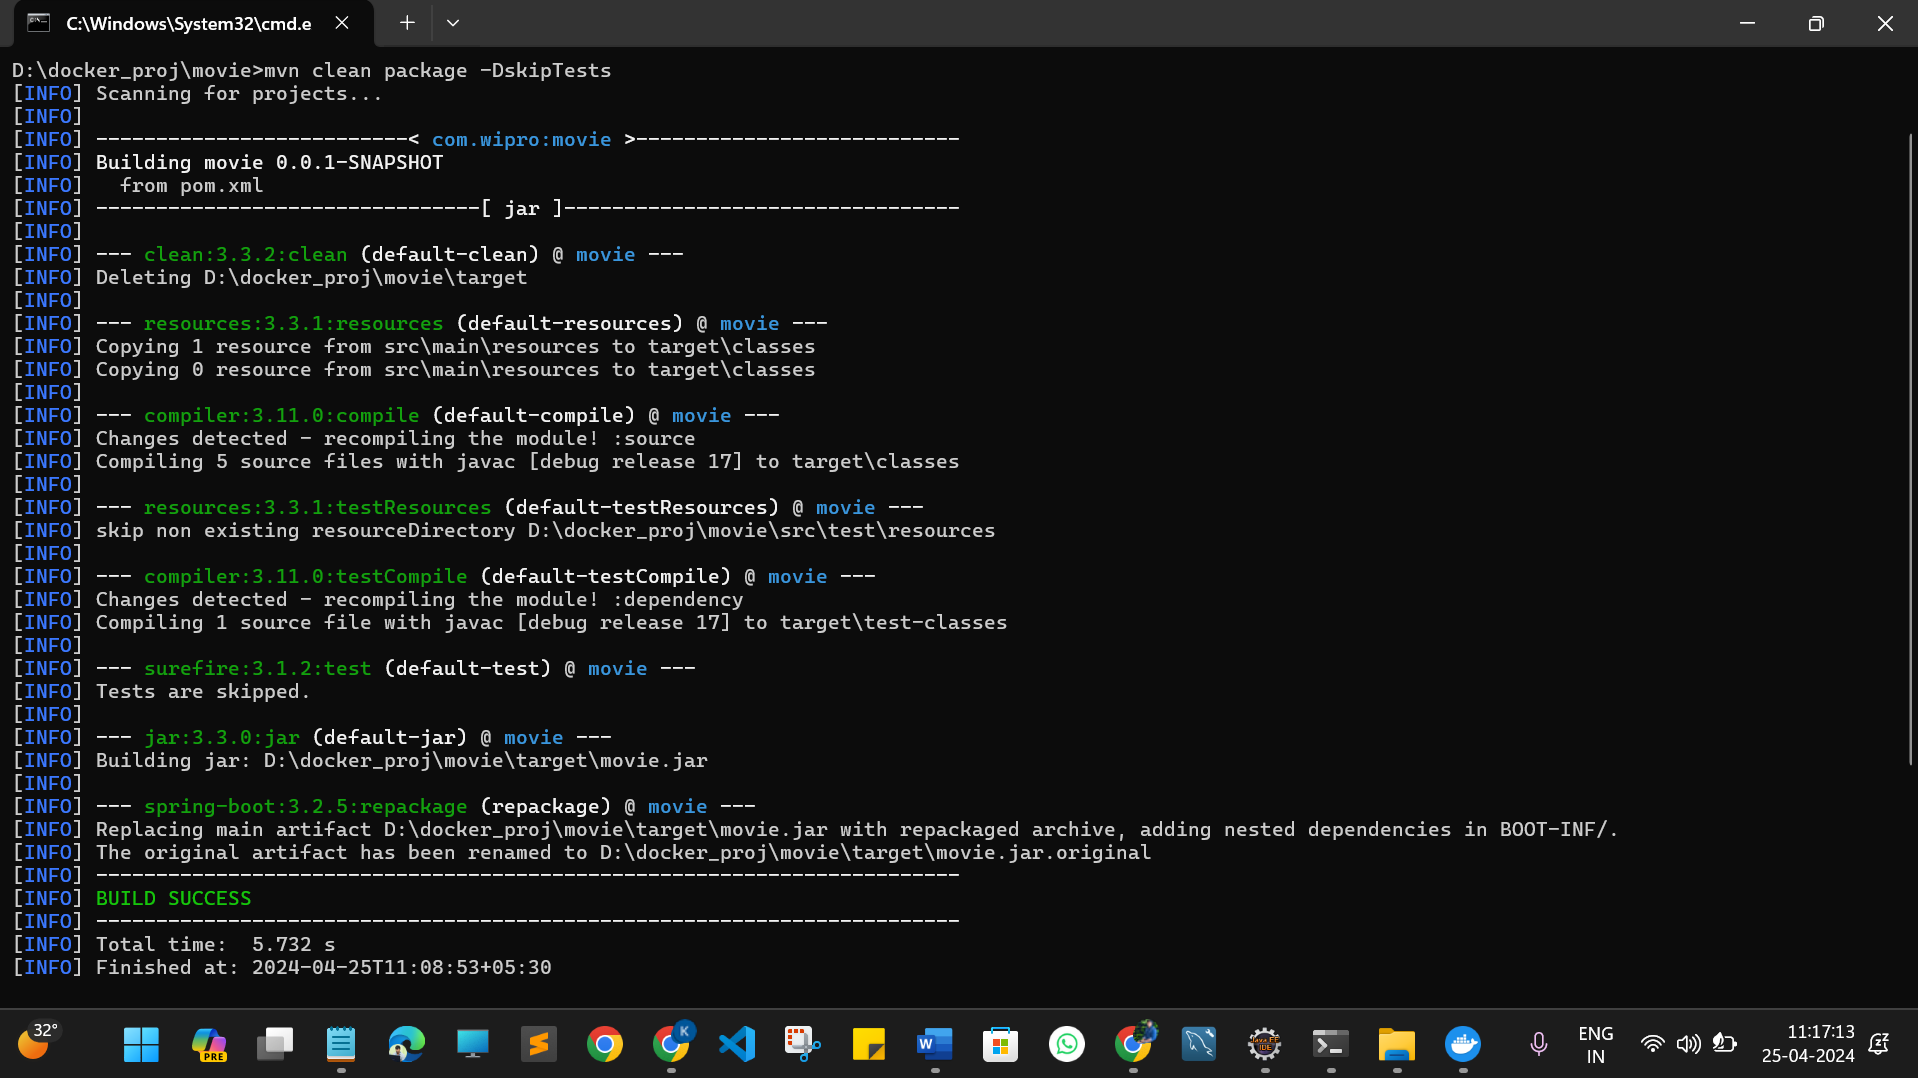 C:\Windows\System32\cmd.e
D:\docker_proj\movie>mvn clean package -DskipTests
[INFO] Scanning for projects...
[INFO]
[INFO] --------------------------< com.wipro:movie >---------------------------
[INFO] Building movie 0.0.1-SNAPSHOT
[INFO]   from pom.xml
[INFO] --------------------------------[ jar ]---------------------------------
[INFO]
[INFO] --- clean:3.3.2:clean (default-clean) @ movie ---
[INFO] Deleting D:\docker_proj\movie\target
[INFO]
[INFO] --- resources:3.3.1:resources (default-resources) @ movie ---
[INFO] Copying 1 resource from src\main\resources to target\classes
[INFO] Copying 0 resource from src\main\resources to target\classes
[INFO]
[INFO] --- compiler:3.11.0:compile (default-compile) @ movie ---
[INFO] Changes detected - recompiling the module! :source
[INFO] Compiling 5 source files with javac [debug release 17] to target\classes
[INFO]
[INFO] --- resources:3.3.1:testResources (default-testResources) @ movie ---
[INFO] skip non existing resourceDirectory D:\docker_proj\movie\src\test\resources
[INFO]
[INFO] --- compiler:3.11.0:testCompile (default-testCompile) @ movie ---
[INFO] Changes detected - recompiling the module! :dependency
[INFO] Compiling 1 source file with javac [debug release 17] to target\test-classes
[INFO]
[INFO] --- surefire:3.1.2:test (default-test) @ movie ---
[INFO] Tests are skipped.
[INFO]
[INFO] --- jar:3.3.0:jar (default-jar) @ movie ---
[INFO] Building jar: D:\docker_proj\movie\target\movie.jar
[INFO]
[INFO] --- spring-boot:3.2.5:repackage (repackage) @ movie ---
[INFO] Replacing main artifact D:\docker_proj\movie\target\movie.jar with repackaged archive, adding nested dependencies in BOOT-INF/.
[INFO] The original artifact has been renamed to D:\docker_proj\movie\target\movie.jar.original
[INFO] ------------------------------------------------------------------------
[INFO] BUILD SUCCESS
[INFO] ------------------------------------------------------------------------
[INFO] Total time:  5.732 s
[INFO] Finished at: 2024-04-25T11:08:53+05:30
32°
PRE
K
W
Java EE
IDE
ENG
IN
11:17:13
25-04-2024